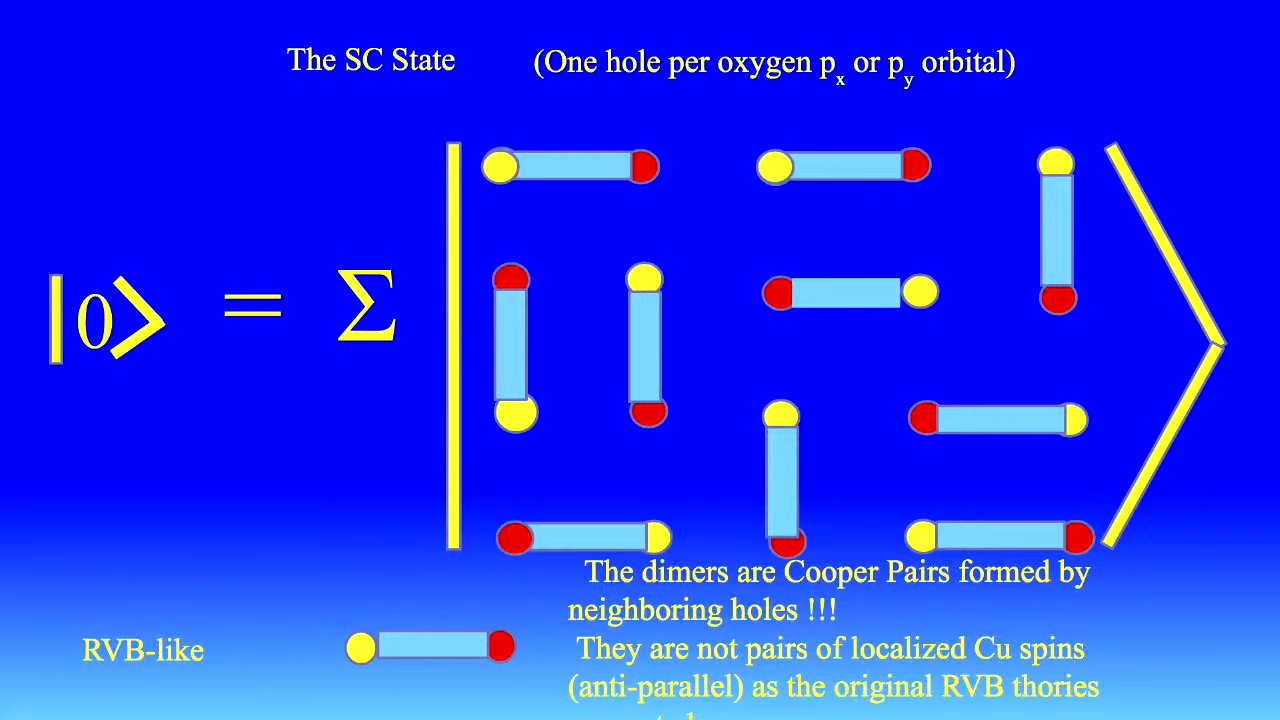 The SC State (One hole per oxygen px or py orbital)
|0> = Σ
The dimers are Cooper Pairs formed by
neighboring holes !!!
RVB-like
They are not pairs of localized Cu spins
(anti-parallel) as the original RVB thories